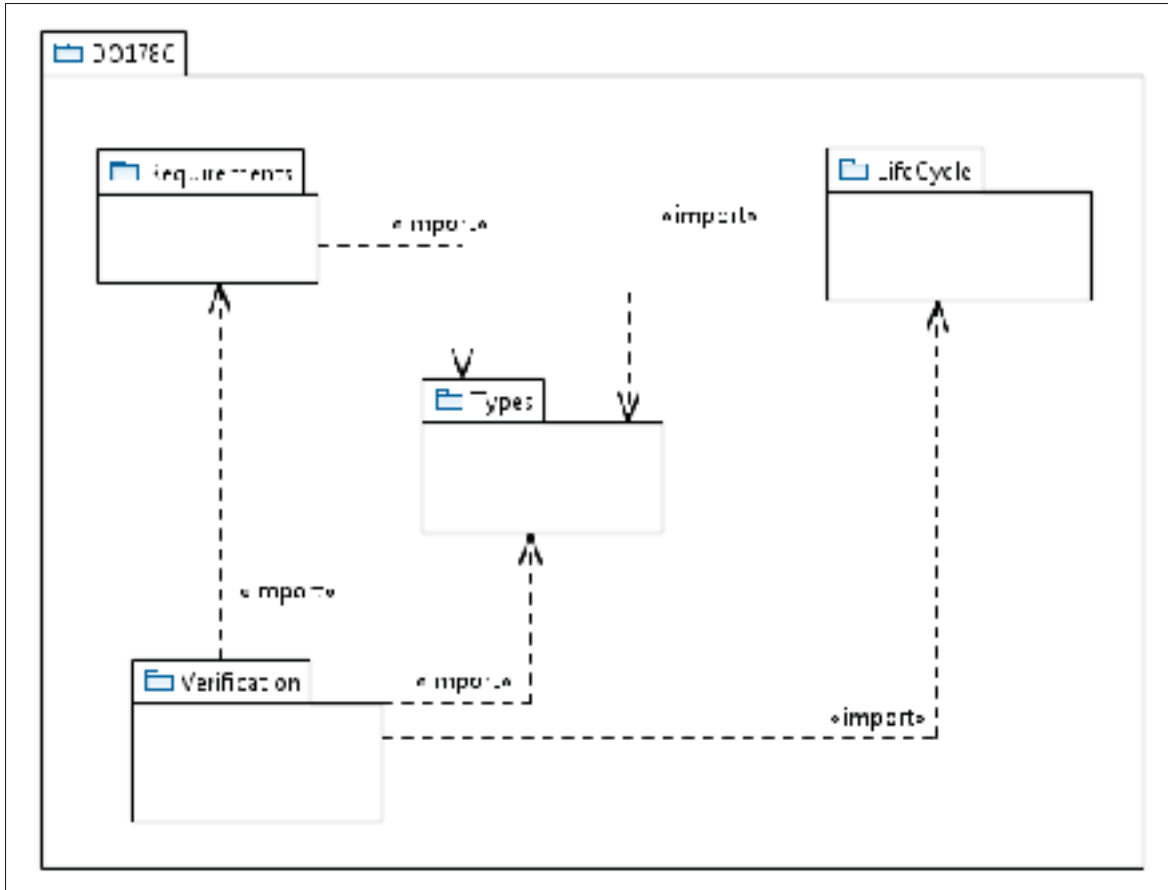 DO178C
Requirements
LifeCycle
«import»
«import»
Types
«import»
Verification
«import»
«import»